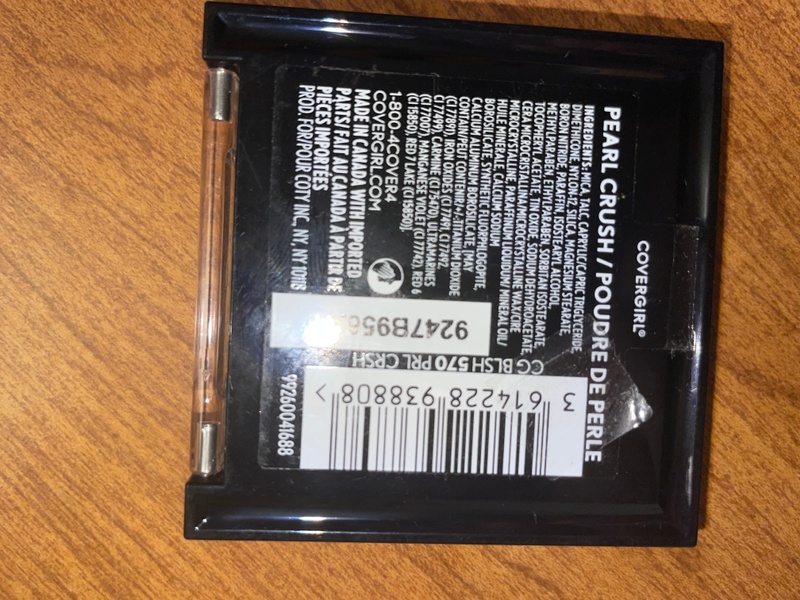 COVERGIRL®
PEARL CRUSH / POUDRE DE PERLE
INGREDIENTS: MICA, TALC, CAPRYLIC/CAPRIC TRIGLYCERIDE,
DIMETHICONE, NYLON-12, SILICA, MAGNESIUM STEARATE,
BORON NITRIDE, PARAFFIN, ISOSTEARYL ALCOHOL,
METHYLPARABEN, ETHYLPARABEN, SORBITAN ISOSTEARATE,
TOCOPHERYL ACETATE, TIN OXIDE, SODIUM DEHYDROACETATE,
CERA MICROCRISTALLINA/MICROCRYSTALLINE WAX/CIRE
MICROCRYSTALLINE, PARAFFINUM LIQUIDUM/MINERAL OIL/
HUILE MINERALE, CALCIUM SODIUM
BOROSILICATE, SYNTHETIC FLUORPHLOGOPITE,
CALCIUM ALUMINUM BOROSILICATE, [MAY
CONTAIN/PEUT CONTENIR/+/-: TITANIUM DIOXIDE
(CI 77891), IRON OXIDES (CI 77491, CI 77492,
CI 77499), CARMINE (CI 75470), ULTRAMARINES
(CI 77007), MANGANESE VIOLET (CI 77742), RED 6
(CI 15850), RED 7 LAKE (CI 15850)].
1-800-4COVER4
COVERGIRL.COM
MADE IN CANADA WITH IMPORTED
PARTS/FAIT AU CANADA À PARTIR DE
PIÈCES IMPORTÉES
PROD. FOR/POUR COTY INC. NY, NY 10118
99260041688
9247B956
CG BLSH 570 PRL CRSH
3 614228 938808 >